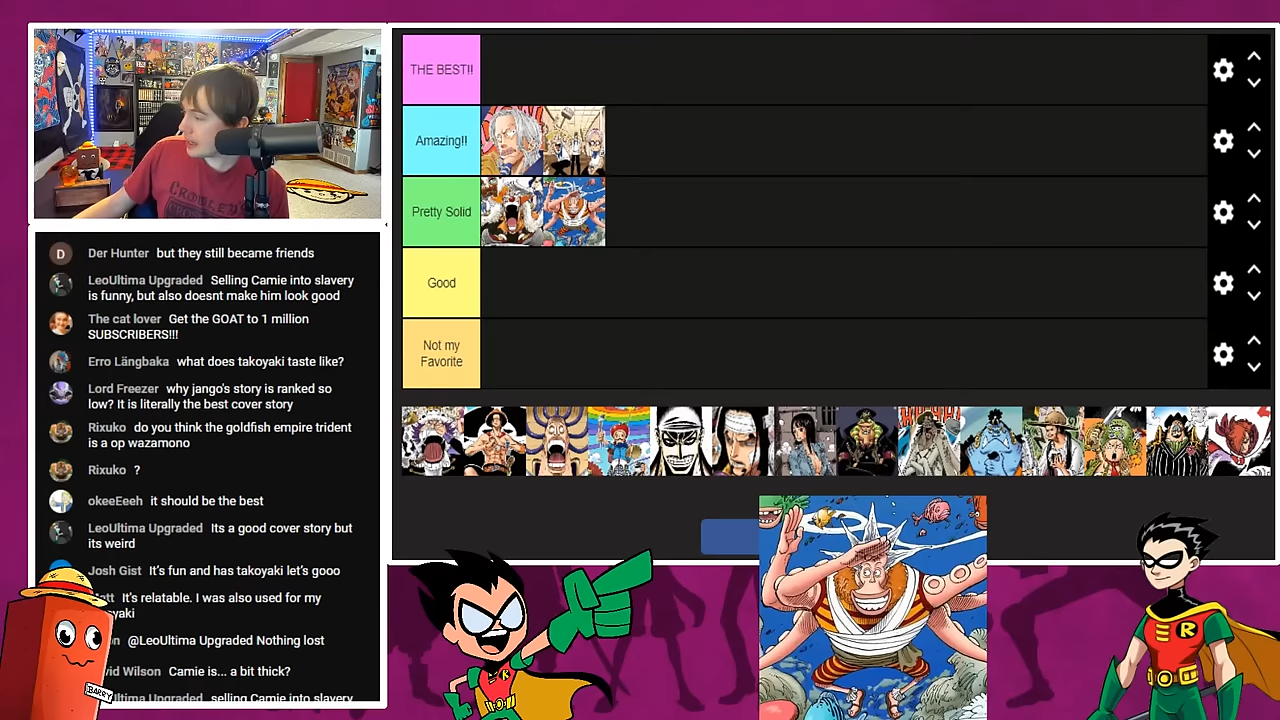 THE BEST!!
Amazing!!
Pretty Solid
Good
Not my
Favorite
D
Der Hunter but they still became friends
LeoUltima Upgraded Selling Camie into slavery
is funny, but also doesnt make him look good
The cat lover Get the GOAT to 1 million
SUBSCRIBERS!!!
Erro Längbaka what does takoyaki taste like?
Lord Freezer why jango's story is ranked so
low? It is literally the best cover story
Rixuko do you think the goldfish empire trident
is a op wazamono
Rixuko ?
okeeEeeh it should be the best
LeoUltima Upgraded Its a good cover story but
its weird
Josh Gist It's fun and has takoyaki let's gooo
It's relatable. I was also used for my
@LeoUltima Upgraded Nothing lost
Wilson Camie is... a bit thick?
Upgraded selling Camie into slavery
BARRY
R
R